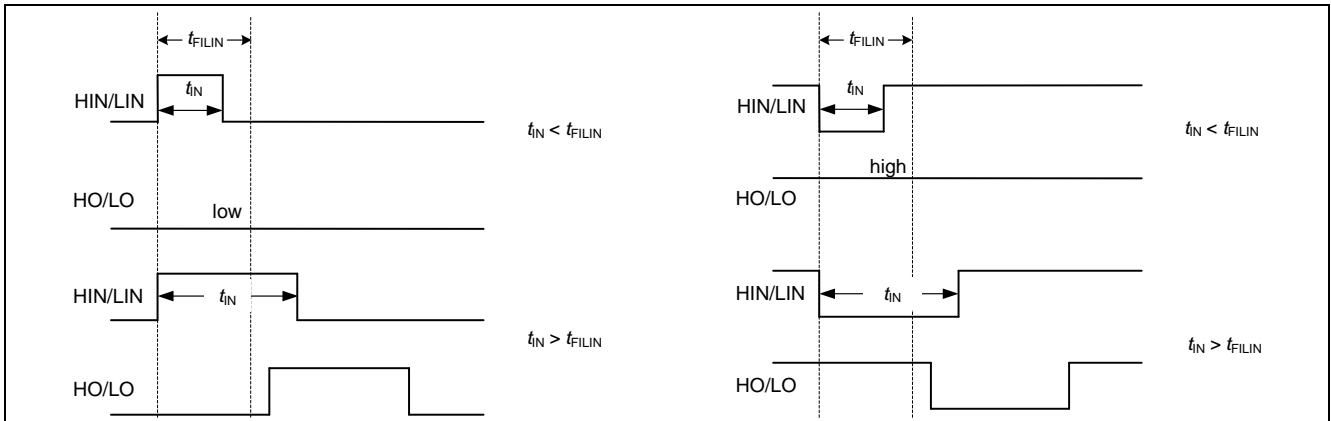 tFILIN
HIN/LIN
tIN
tIN < tFILIN
HO/LO
low
HIN/LIN
tIN
tIN > tFILIN
HO/LO
tFILIN
HIN/LIN
tIN
tIN < tFILIN
high
HO/LO
HIN/LIN
tIN
tIN > tFILIN
HO/LO